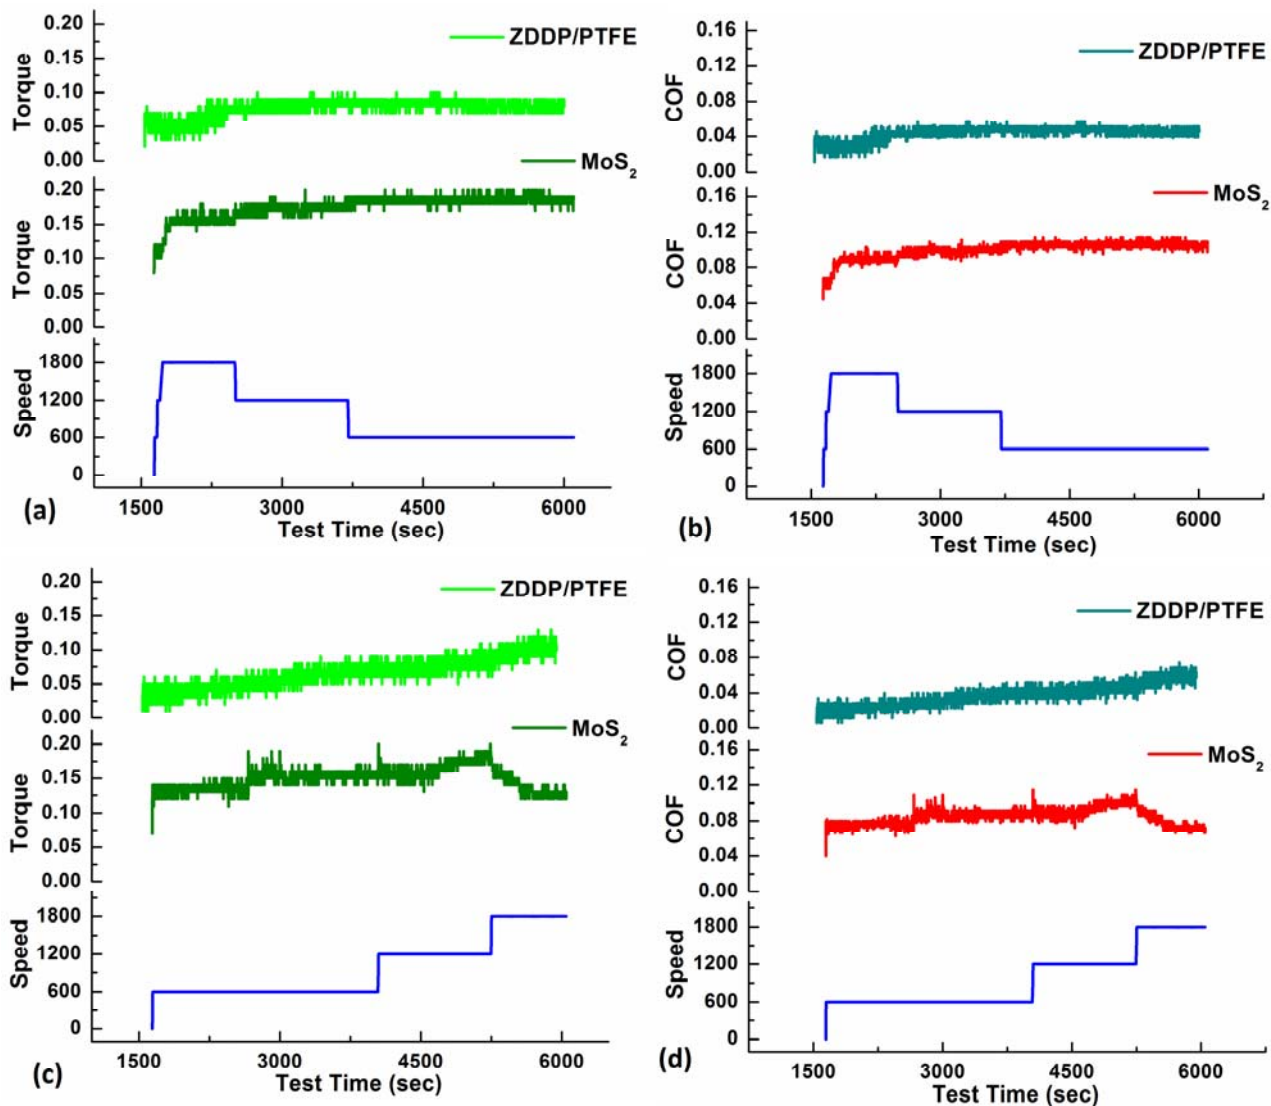 0.20
ZDDP/PTFE
0.15
0.10
0.05
0.00
Torque
MoS₂
0.20
0.15
0.10
0.05
0.00
Torque
1800
1200
600
0
Speed
1500 3000 4500 6000
Test Time (sec)
(a)
0.16
ZDDP/PTFE
0.12
0.08
0.04
0.00
COF
MoS₂
0.16
0.12
0.08
0.04
0.00
COF
1800
1200
600
0
Speed
1500 3000 4500 6000
Test Time (sec)
(b)
0.20
ZDDP/PTFE
0.15
0.10
0.05
0.00
Torque
MoS₂
0.20
0.15
0.10
0.05
0.00
Torque
1800
1200
600
0
Speed
1500 3000 4500 6000
Test Time (sec)
(c)
0.16
ZDDP/PTFE
0.12
0.08
0.04
0.00
COF
MoS₂
0.16
0.12
0.08
0.04
0.00
COF
1800
1200
600
0
Speed
1500 3000 4500 6000
Test Time (sec)
(d)